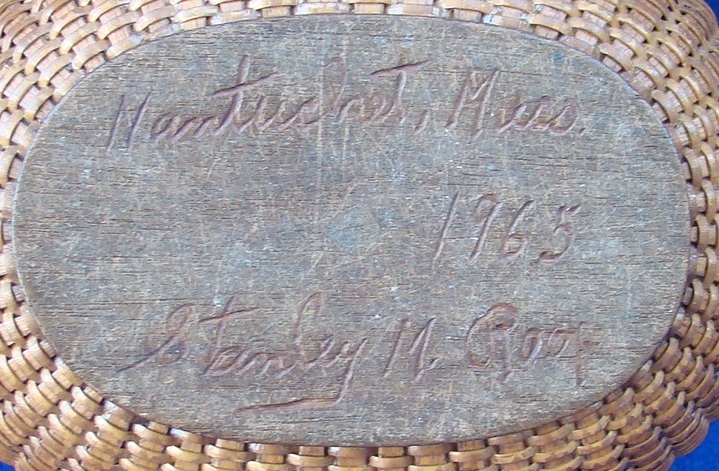 Nantucket, Mass.
1965
Stanley M. Roop